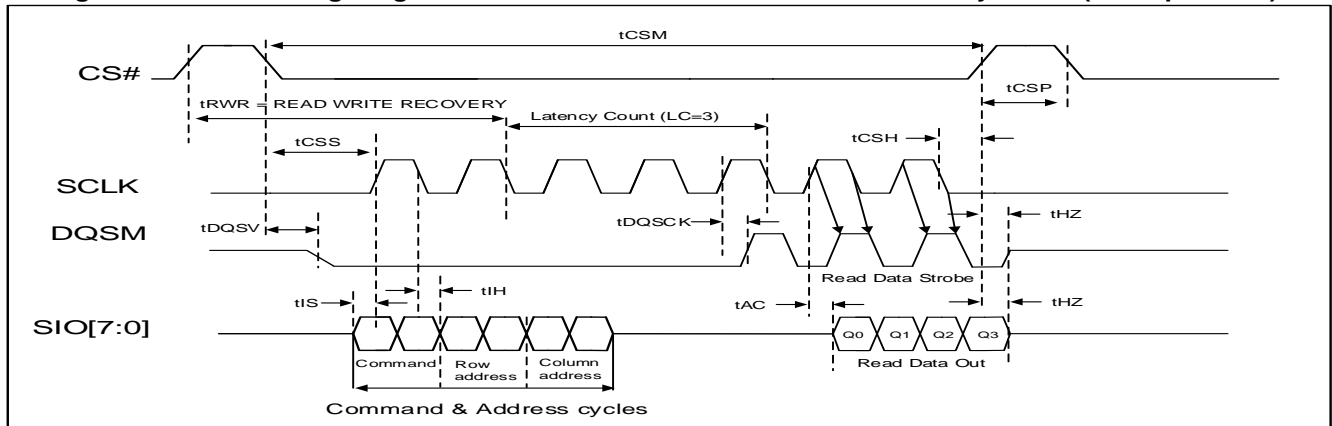 tCSM
CS#
tCSP
tRWR = READ WRITE RECOVERY
Latency Count (LC=3)
tCSS
tCSH
SCLK
tDQSV
tDQSCK
tHZ
DQSM
Read Data Strobe
tIS
tIH
tAC
tHZ
SIO[7:0]
Q0 Q1 Q2 Q3
Command Row address Column address
Read Data Out
Command & Address cycles